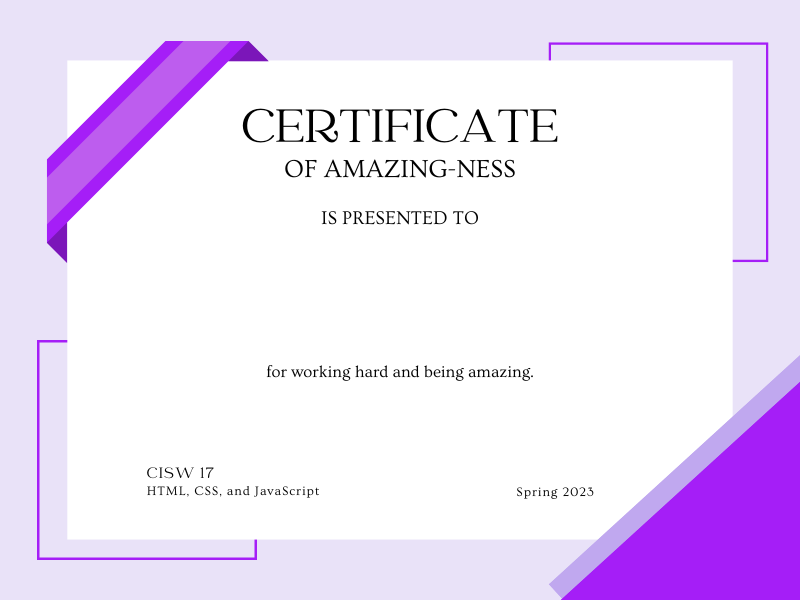 CERTIFICATE
OF AMAZING-NESS
IS PRESENTED TO
for working hard and being amazing.
CISW 17
HTML, CSS, and JavaScript
Spring 2023